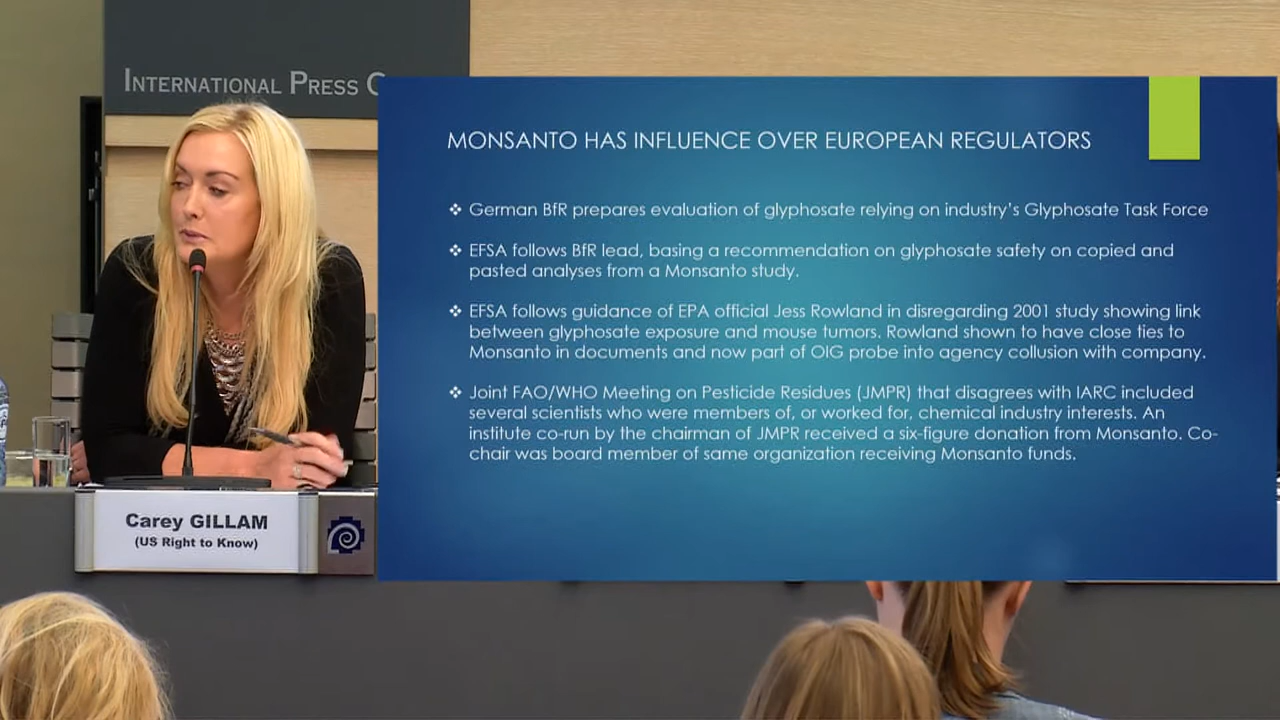 INTERNATIONAL PRESS C
MONSANTO HAS INFLUENCE OVER EUROPEAN REGULATORS
❖ German BfR prepares evaluation of glyphosate relying on industry's Glyphosate Task Force
❖ EFSA follows BfR lead, basing a recommendation on glyphosate safety on copied and
pasted analyses from a Monsanto study.
❖ EFSA follows guidance of EPA official Jess Rowland in disregarding 2001 study showing link
between glyphosate exposure and mouse tumors. Rowland shown to have close ties to
Monsanto in documents and now part of OIG probe into agency collusion with company.
❖ Joint FAO/WHO Meeting on Pesticide Residues (JMPR) that disagrees with IARC included
several scientists who were members of, or worked for, chemical industry interests. An
institute co-run by the chairman of JMPR received a six-figure donation from Monsanto. Co-
chair was board member of same organization receiving Monsanto funds.
Carey GILLAM
(US Right to Know)